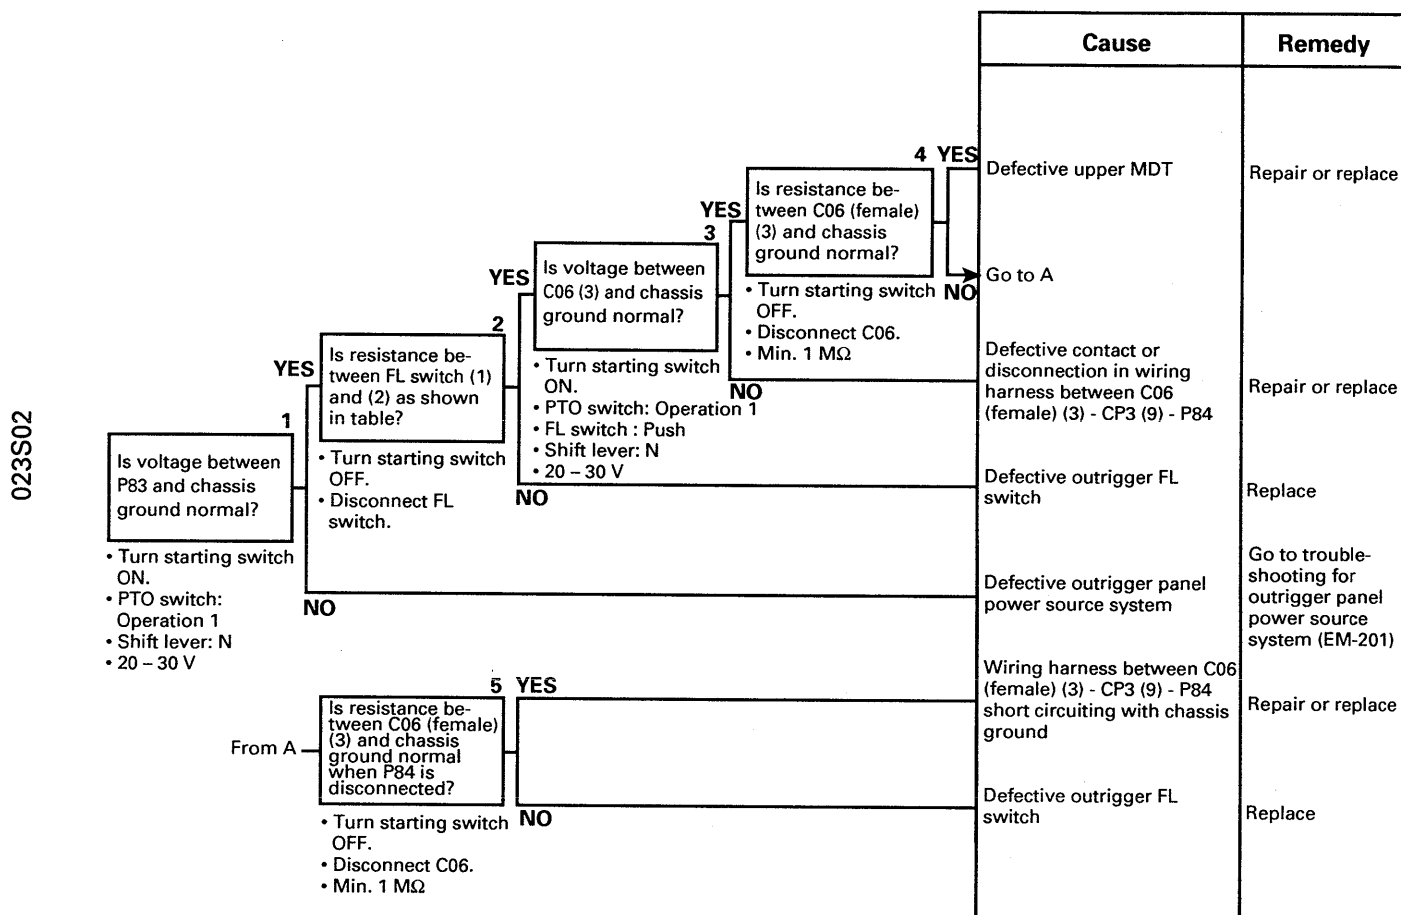 Cause
Remedy
4 YES
Is resistance be-
tween C06 (female)
(3) and chassis
ground normal?
• Turn starting switch
OFF.
• Disconnect C06.
• Min. 1 MΩ
NO
Defective upper MDT
Repair or replace
Go to A
YES
3
Is voltage between
C06 (3) and chassis
ground normal?
• Turn starting switch
ON.
• PTO switch: Operation 1
• FL switch : Push
• Shift lever: N
• 20 – 30 V
NO
Defective contact or
disconnection in wiring
harness between C06
(female) (3) - CP3 (9) - P84
Repair or replace
YES
2
Is resistance be-
tween FL switch (1)
and (2) as shown
in table?
• Turn starting switch
OFF.
• Disconnect FL
switch.
NO
Defective outrigger FL
switch
Replace
YES
1
Is voltage between
P83 and chassis
ground normal?
• Turn starting switch
ON.
• PTO switch:
Operation 1
• Shift lever: N
• 20 – 30 V
NO
Defective outrigger panel
power source system
Go to trouble-
shooting for
outrigger panel
power source
system (EM-201)
023S02
From A
5 YES
Is resistance be-
tween C06 (female)
(3) and chassis
ground normal
when P84 is
disconnected?
• Turn starting switch
OFF.
• Disconnect C06.
• Min. 1 MΩ
Wiring harness between C06
(female) (3) - CP3 (9) - P84
short circuiting with chassis
ground
Repair or replace
NO
Defective outrigger FL
switch
Replace